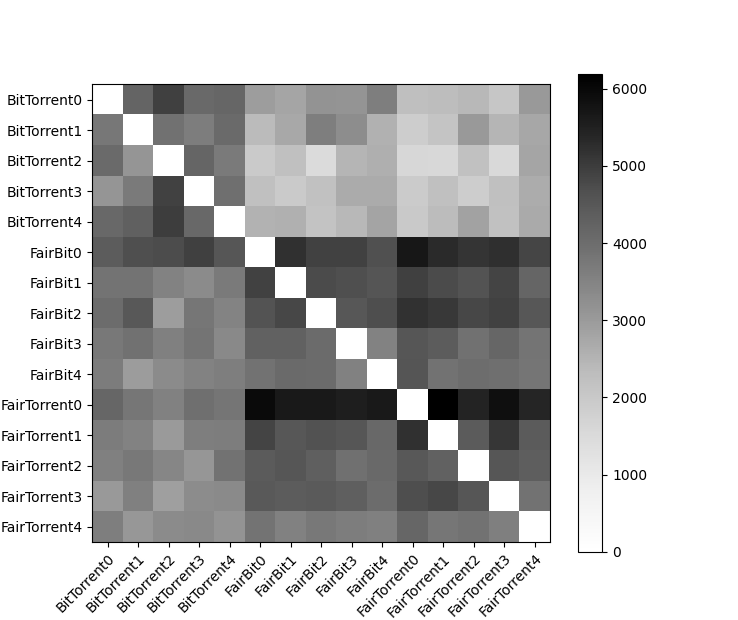 BitTorrent0
BitTorrent1
BitTorrent2
BitTorrent3
BitTorrent4
FairBit0
FairBit1
FairBit2
FairBit3
FairBit4
FairTorrent0
FairTorrent1
FairTorrent2
FairTorrent3
FairTorrent4
BitTorrent0
BitTorrent1
BitTorrent2
BitTorrent3
BitTorrent4
FairBit0
FairBit1
FairBit2
FairBit3
FairBit4
FairTorrent0
FairTorrent1
FairTorrent2
FairTorrent3
FairTorrent4
6000
5000
4000
3000
2000
1000
0